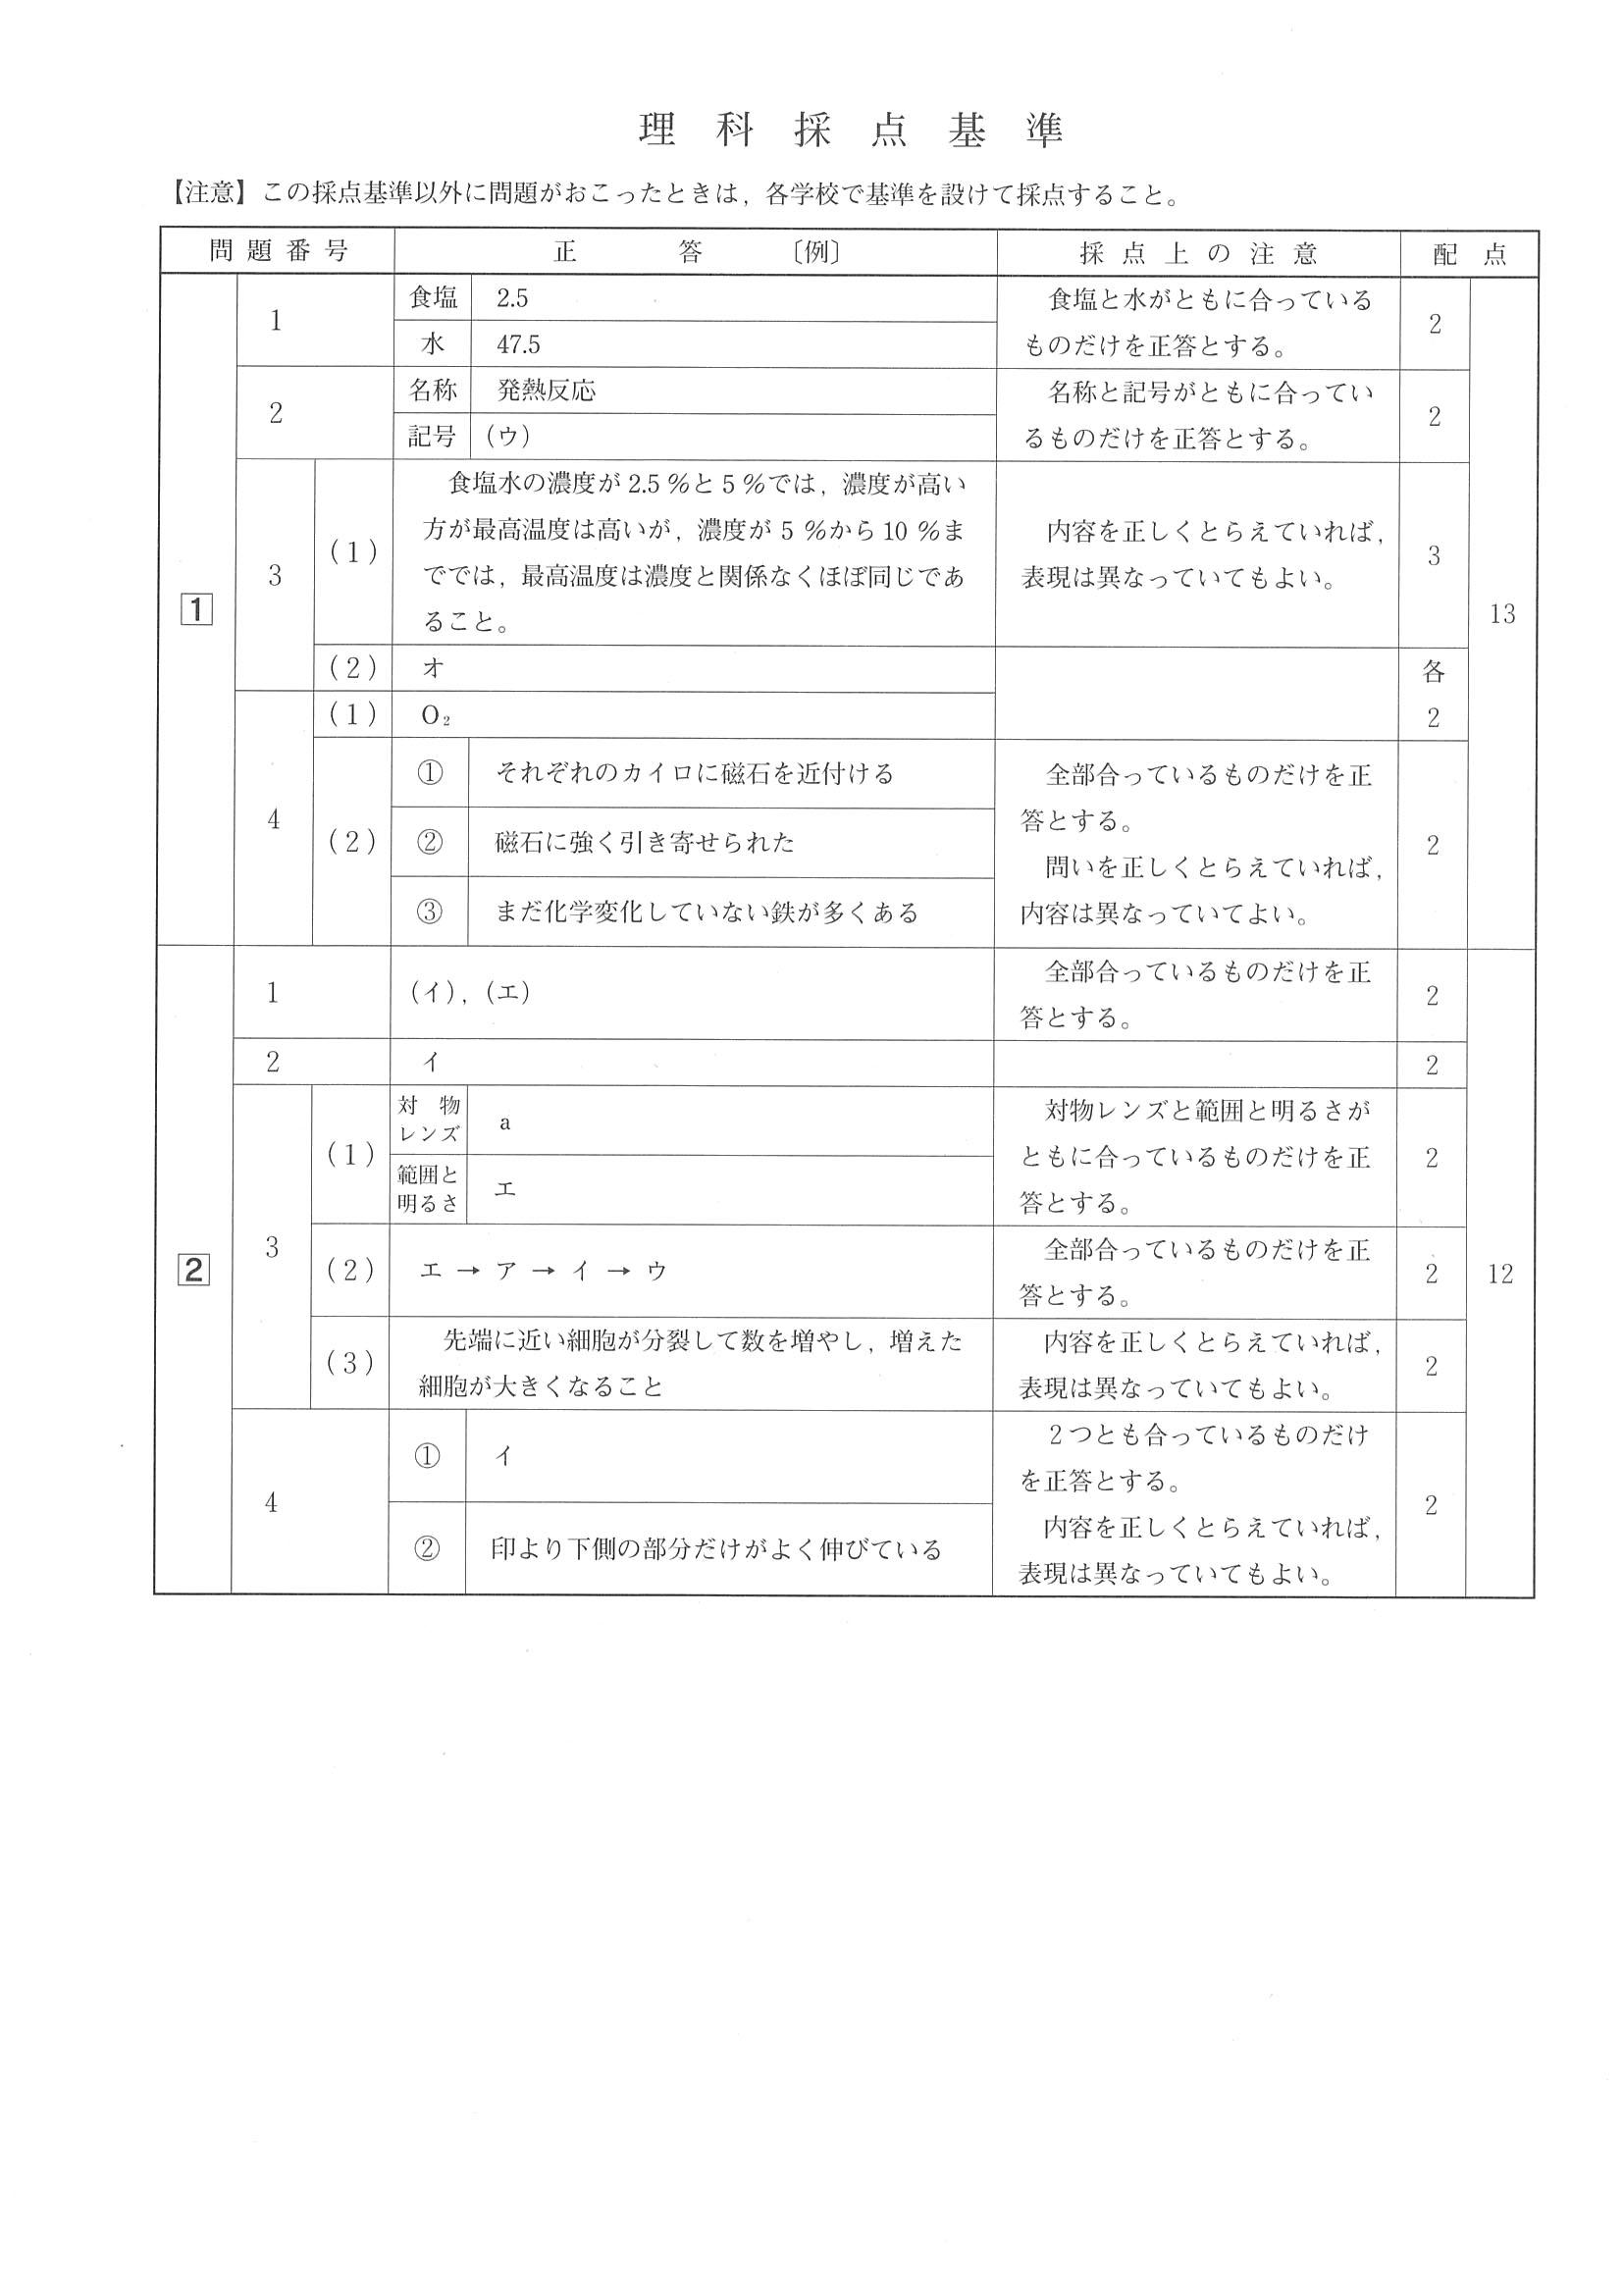 理科採点基準
【注意】この採点基準以外に問題がおこったときは，各学校で基準を設けて採点すること。
問題番号 正答〔例〕 採点上の注意 配点
1
1
食塩 2.5
水 47.5
食塩と水がともに合っている
ものだけを正答とする。
2
13
2
名称 発熱反応
記号 （ウ）
名称と記号がともに合ってい
るものだけを正答とする。
2
3
（1）
食塩水の濃度が 2.5 %と 5 %では，濃度が高い
方が最高温度は高いが，濃度が 5 %から 10 %ま
ででは，最高温度は濃度と関係なくほぼ同じであ
ること。
内容を正しくとらえていれば，
表現は異なっていてもよい。
3
（2） オ
各
2
4
（1） O₂
（2）
① それぞれのカイロに磁石を近付ける
② 磁石に強く引き寄せられた
③ まだ化学変化していない鉄が多くある
全部合っているものだけを正
答とする。
問いを正しくとらえていれば，
内容は異なっていてよい。
2
2
1
（イ），（エ）
全部合っているものだけを正
答とする。
2
12
2 イ 2
3
（1）
対物
レンズ
a
範囲と
明るさ
エ
対物レンズと範囲と明るさが
ともに合っているものだけを正
答とする。
2
（2） エ → ア → イ → ウ
全部合っているものだけを正
答とする。
2
（3）
先端に近い細胞が分裂して数を増やし，増えた
細胞が大きくなること
内容を正しくとらえていれば，
表現は異なっていてもよい。
2
4
① イ
② 印より下側の部分だけがよく伸びている
2つとも合っているものだけ
を正答とする。
内容を正しくとらえていれば，
表現は異なっていてもよい。
2